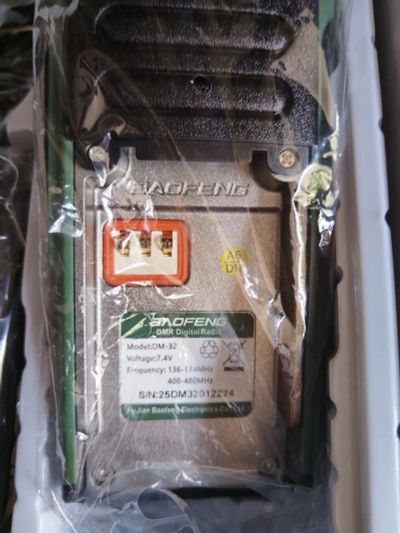 BAOFENG
A6
BAOFENG
DMR Digital Radio
Model:DM-32
Voltage:7.4V
Frequency: 136-174MHz
400-480MHz
S/N:25DM32012224
FuJian Baofeng Electronics Co.,Ltd